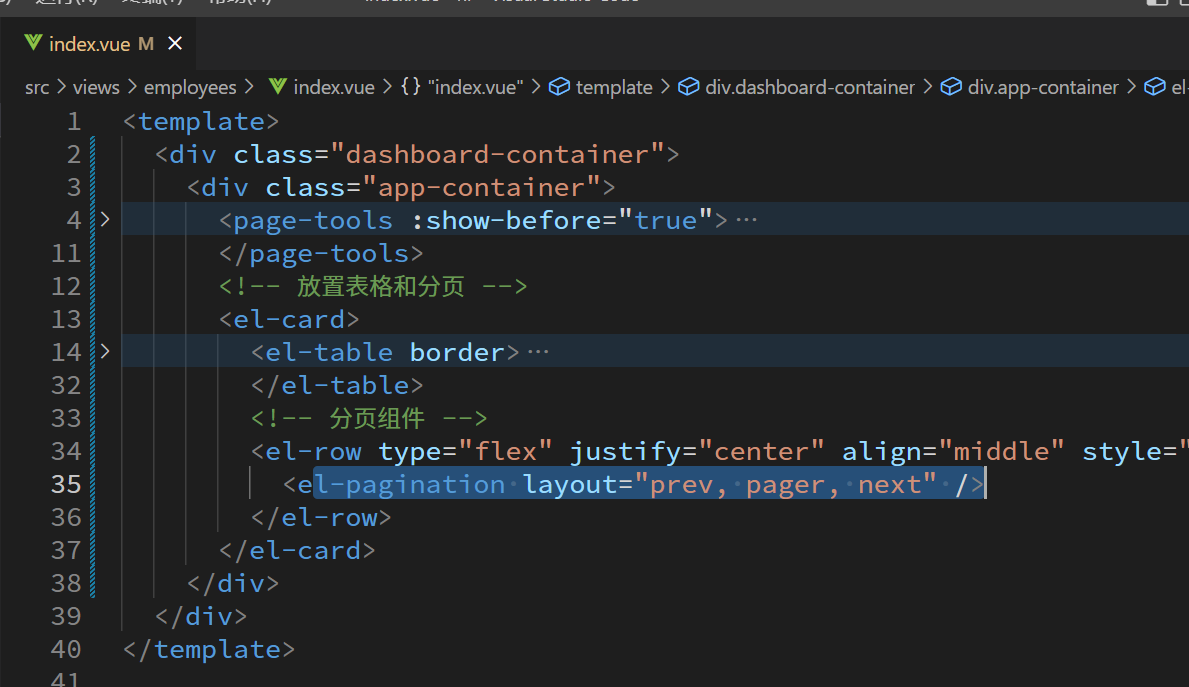 index.vue M
src views employees index.vue {} "index.vue" template div.dashboard-container div.app-container el-
1 <template>
2 <div class="dashboard-container">
3 <div class="app-container">
4 <page-tools :show-before="true"> ···
11 </page-tools>
12 <!-- 放置表格和分页 -->
13 <el-card>
14 <el-table border> ···
32 </el-table>
33 <!-- 分页组件 -->
34 <el-row type="flex" justify="center" align="middle" style="
35 <el-pagination layout="prev, pager, next" />
36 </el-row>
37 </el-card>
38 </div>
39 </div>
40 </template>
41